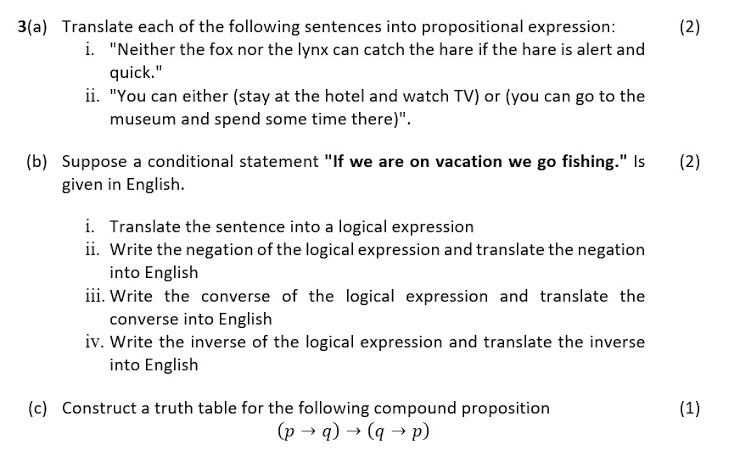 3(a) Translate each of the following sentences into propositional expression: (2)
i. "Neither the fox nor the lynx can catch the hare if the hare is alert and
quick."
ii. "You can either (stay at the hotel and watch TV) or (you can go to the
museum and spend some time there)".
(b) Suppose a conditional statement "If we are on vacation we go fishing." Is (2)
given in English.
i. Translate the sentence into a logical expression
ii. Write the negation of the logical expression and translate the negation
into English
iii. Write the converse of the logical expression and translate the
converse into English
iv. Write the inverse of the logical expression and translate the inverse
into English
(c) Construct a truth table for the following compound proposition (1)
(p → q) → (q → p)